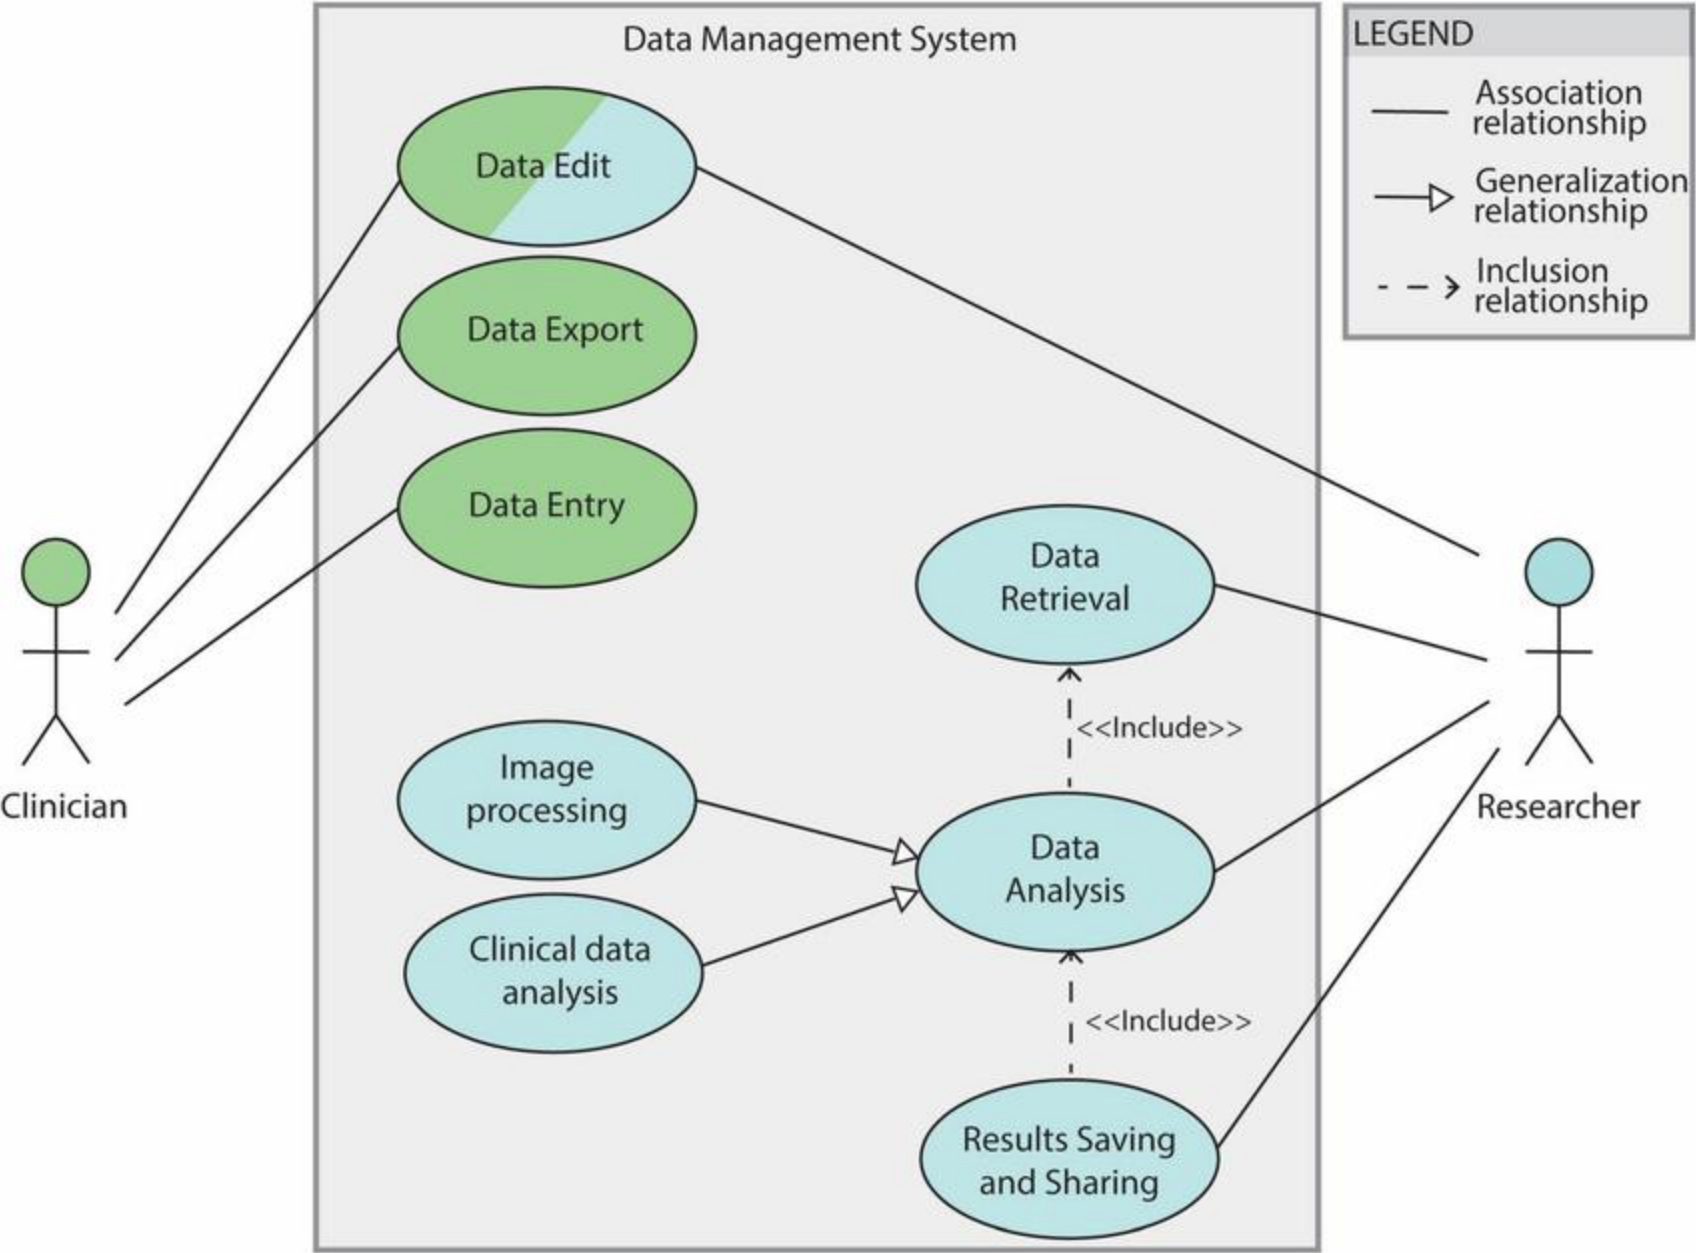 Data Management System
LEGEND
Association
relationship
Generalization
relationship
Inclusion
relationship
Data Edit
Data Export
Data Entry
Data
Retrieval
<<Include>>
Image
processing
Clinician
Data
Analysis
Researcher
Clinical data
analysis
<<Include>>
Results Saving
and Sharing